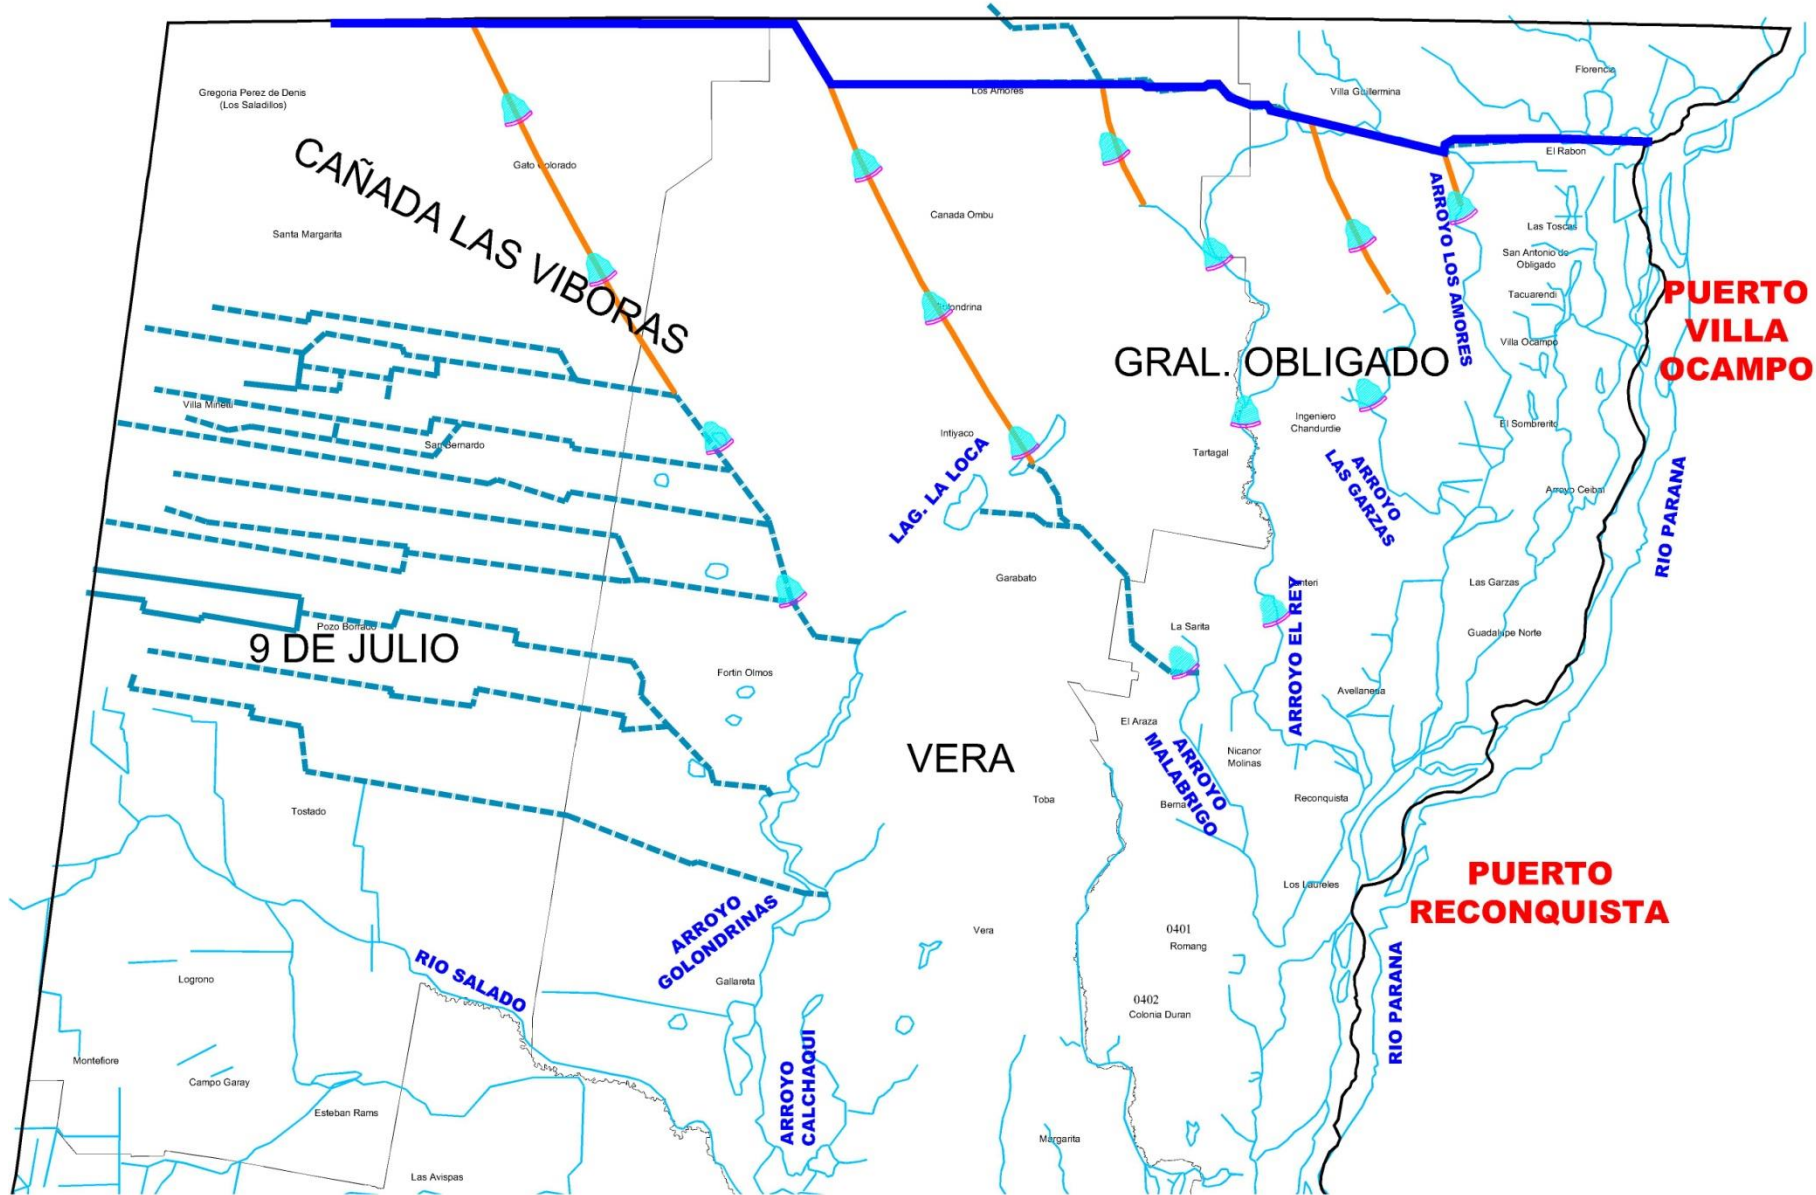 Florencia
Gregoria Perez de Denis
(Los Saladillos)
Los Amores
Villa Guillermina
El Rabon
Gato Colorado
CAÑADA LAS VIBORAS
Canada Ombu
Santa Margarita
ARROYO LOS AMORES
Las Toscas
San Antonio de
Obligado
Tacuarendi
PUERTO
VILLA
OCAMPO
Golondrina
Villa Ocampo
GRAL. OBLIGADO
Villa Minetti
San Bernardo
Intiyaco
LAG. LA LOCA
Ingeniero
Chandurdie
Tartagal
El Sombrerito
ARROYO
LAS GARZAS
Arroyo Ceibal
RIO PARANA
Garabato
Las Garzas
ARROYO EL REY
Pozo Borrado
9 DE JULIO
La Sarita
Guadalupe Norte
Fortin Olmos
Avellaneda
El Araza
VERA
ARROYO
MALABRIGO
Nicanor
Molinas
Toba
Berna
Reconquista
Tostado
PUERTO
RECONQUISTA
Los Laureles
ARROYO
GOLONDRINAS
Vera
0401
Romang
RIO SALADO
Logrono
Gallareta
0402
Colonia Duran
RIO PARANA
Montefiore
Campo Garay
Esteban Rams
ARROYO
CALCHAQUI
Margarita
Las Avispas